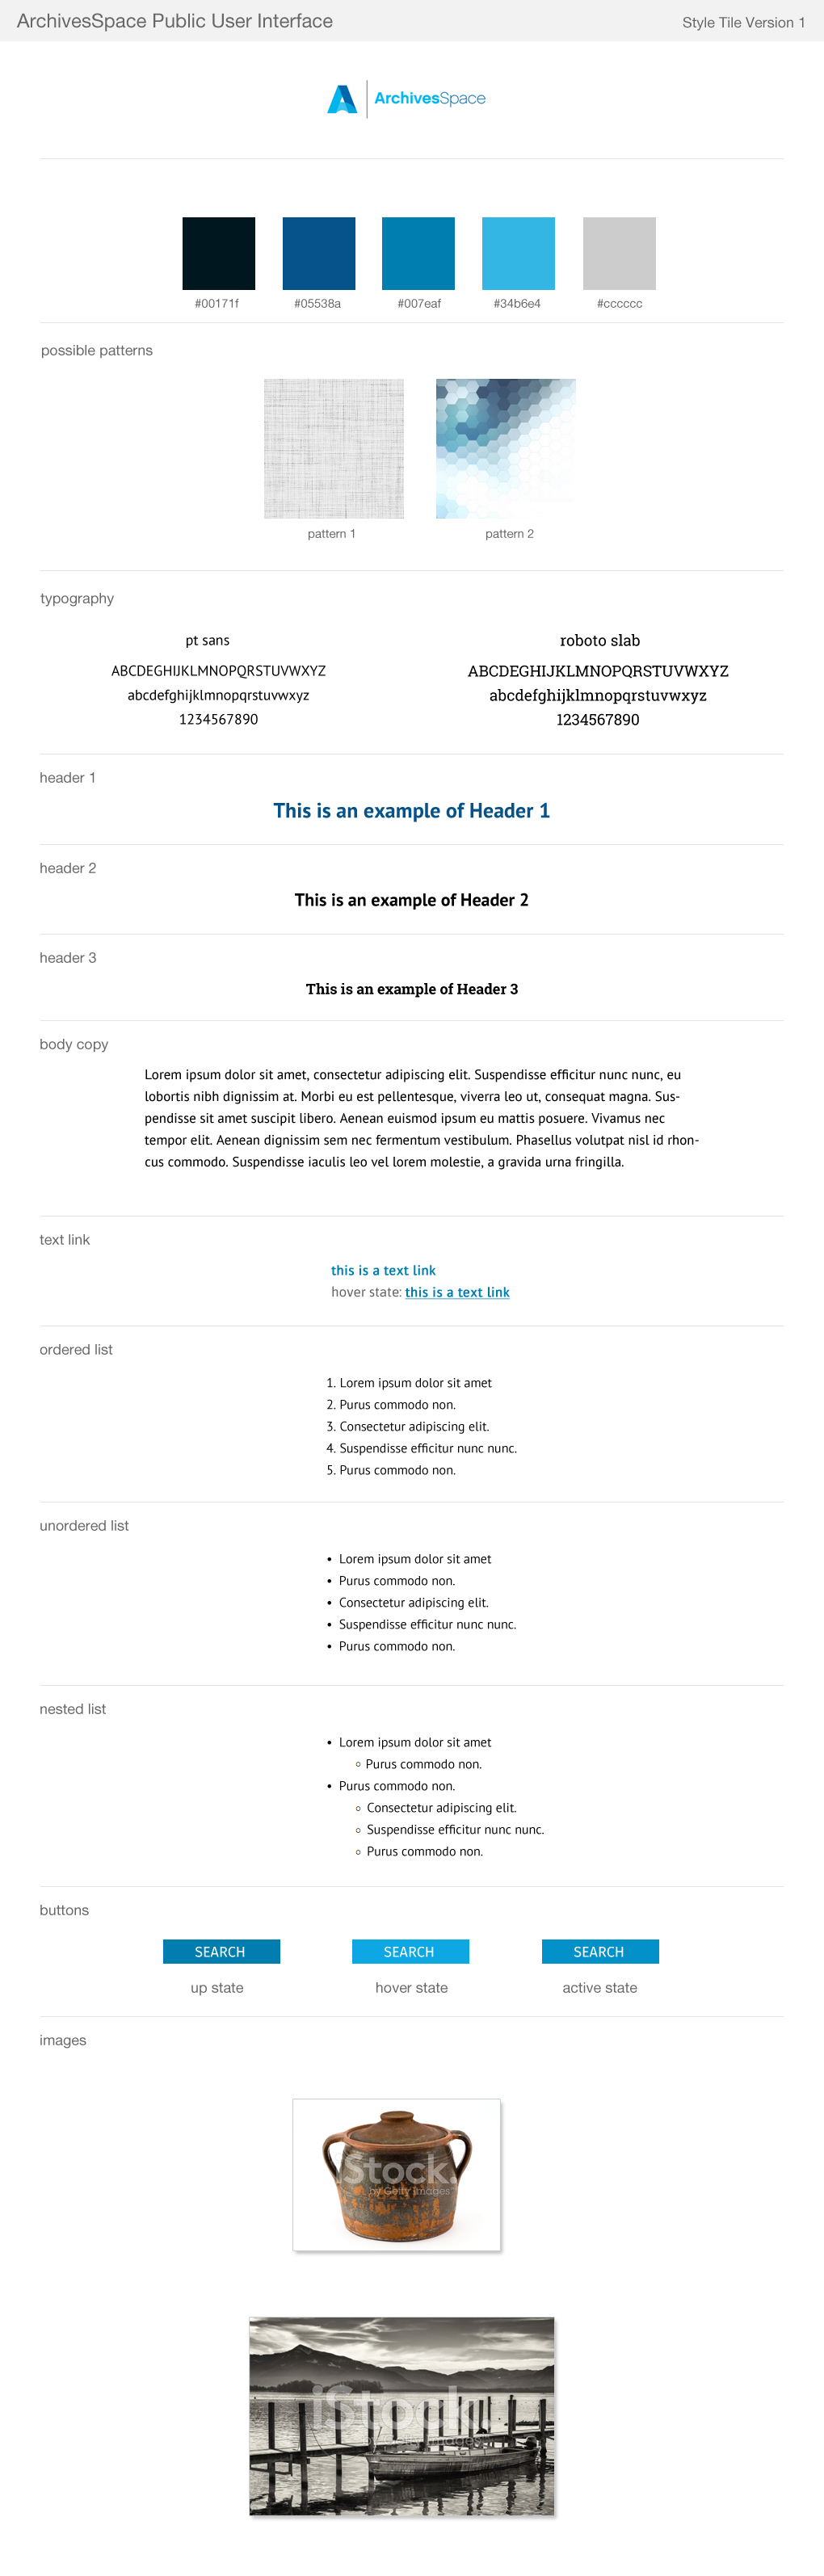 ArchivesSpace Public User Interface
Style Tile Version 1
ArchivesSpace
#00171f
#05538a
#007eaf
#34b6e4
#cccccc
possible patterns
pattern 1
pattern 2
typography
pt sans
ABCDEGHIJKLMNOPQRSTUVWXYZ
abcdefghijklmnopqrstuvwxyz
1234567890
roboto slab
ABCDEGHIJKLMNOPQRSTUVWXYZ
abcdefghijklmnopqrstuvwxyz
1234567890
header 1
This is an example of Header 1
header 2
This is an example of Header 2
header 3
This is an example of Header 3
body copy
Lorem ipsum dolor sit amet, consectetur adipiscing elit. Suspendisse efficitur nunc nunc, eu
lobortis nibh dignissim at. Morbi eu est pellentesque, viverra leo ut, consequat magna. Sus-
pendisse sit amet suscipit libero. Aenean euismod ipsum eu mattis posuere. Vivamus nec
tempor elit. Aenean dignissim sem nec fermentum vestibulum. Phasellus volutpat nisl id rhon-
cus commodo. Suspendisse iaculis leo vel lorem molestie, a gravida urna fringilla.
text link
this is a text link
hover state: this is a text link
ordered list
1. Lorem ipsum dolor sit amet
2. Purus commodo non.
3. Consectetur adipiscing elit.
4. Suspendisse efficitur nunc nunc.
5. Purus commodo non.
unordered list
• Lorem ipsum dolor sit amet
• Purus commodo non.
• Consectetur adipiscing elit.
• Suspendisse efficitur nunc nunc.
• Purus commodo non.
nested list
• Lorem ipsum dolor sit amet
◦ Purus commodo non.
• Purus commodo non.
◦ Consectetur adipiscing elit.
◦ Suspendisse efficitur nunc nunc.
◦ Purus commodo non.
buttons
SEARCH
SEARCH
SEARCH
up state
hover state
active state
images
iStock.
by Getty Images
iStock.
by Getty Images